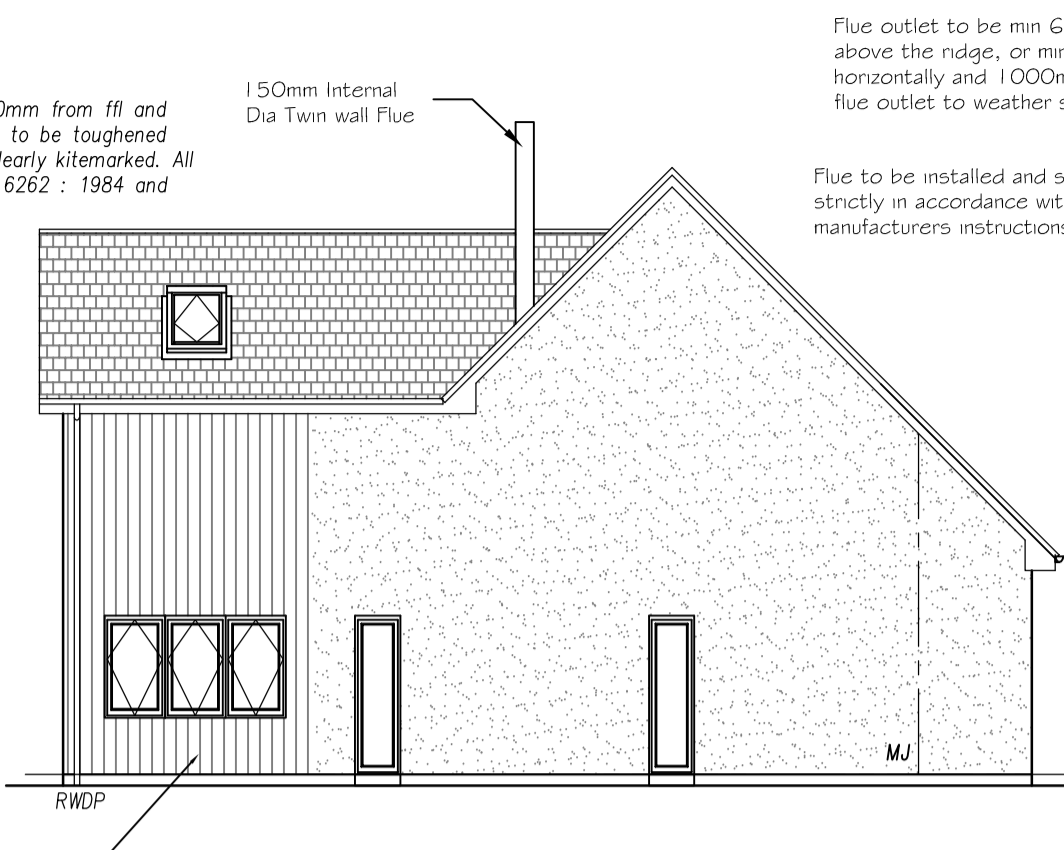 0mm from ffl and
to be toughened
learly kitemarked. All
6262 : 1984 and
150mm Internal
Dia Twin wall Flue
Flue outlet to be min 6
above the ridge, or min
horizontally and 1000m
flue outlet to weather s
Flue to be installed and s
strictly in accordance wit
manufacturers instructions
MJ
RWDP